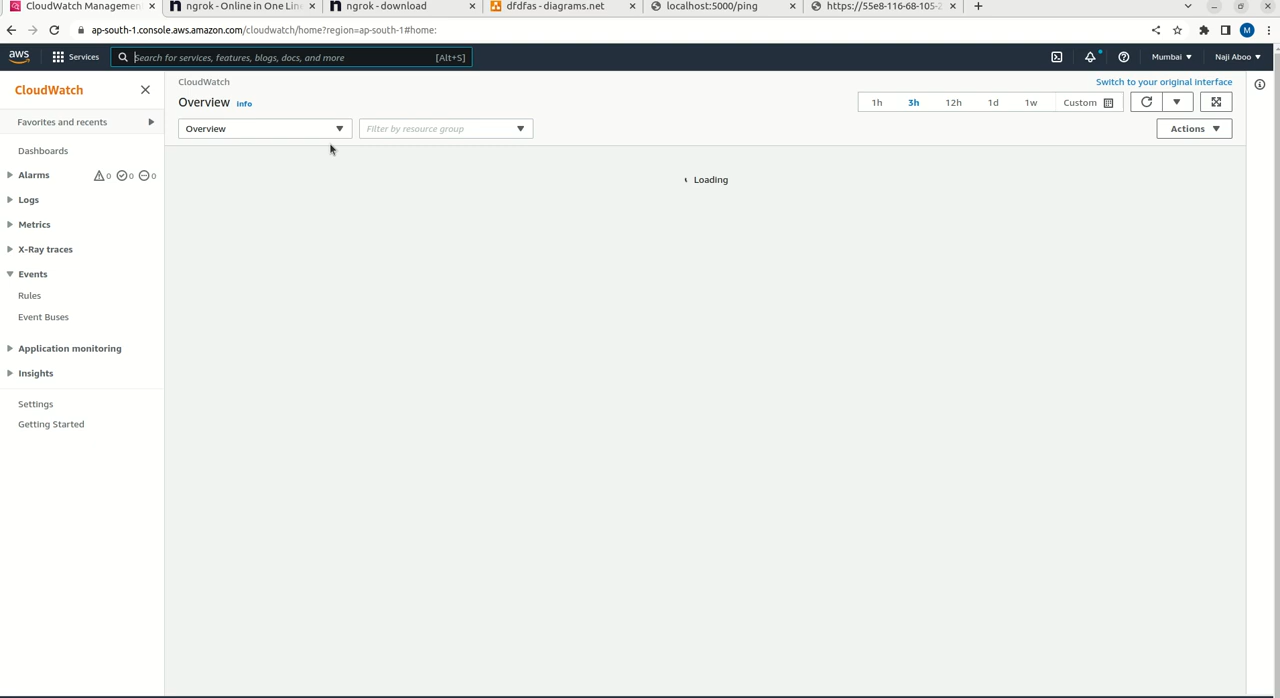 CloudWatch Managemen
ngrok - Online in One Line
ngrok - download
dfdfas - diagrams.net
localhost:5000/ping
https://55e8-116-68-105-2
ap-south-1.console.aws.amazon.com/cloudwatch/home?region=ap-south-1#home:
M
aws
Services
Search for services, features, blogs, docs, and more
[Alt+S]
Mumbai
Naji Aboo
CloudWatch
Favorites and recents
Dashboards
Alarms
0
0
0
Logs
Metrics
X-Ray traces
Events
Rules
Event Buses
Application monitoring
Insights
Settings
Getting Started
CloudWatch
Switch to your original interface
Overview
Info
1h
3h
12h
1d
1w
Custom
Overview
Filter by resource group
Actions
Loading